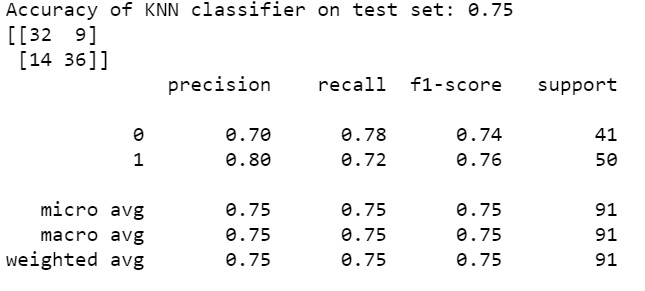 Accuracy of KNN classifier on test set: 0.75
[[32  9]
 [14 36]]
              precision    recall  f1-score   support

           0       0.70      0.78      0.74        41
           1       0.80      0.72      0.76        50

   micro avg       0.75      0.75      0.75        91
   macro avg       0.75      0.75      0.75        91
weighted avg       0.75      0.75      0.75        91